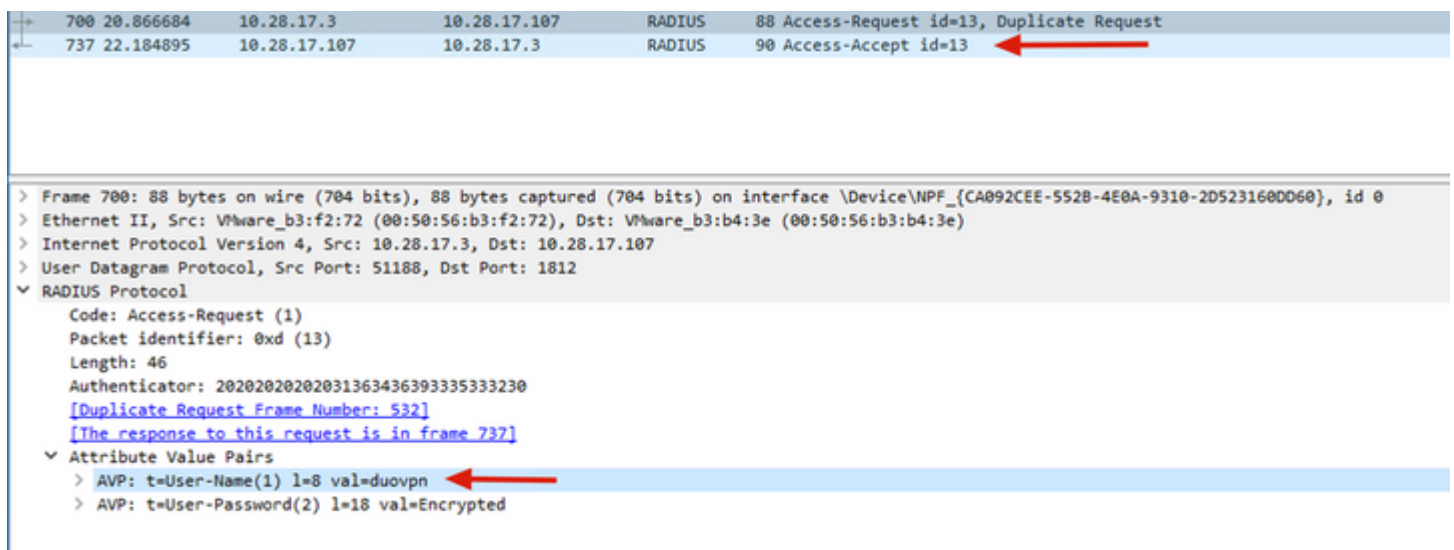 700 20.866684 10.28.17.3 10.28.17.107 RADIUS 88 Access-Request id=13, Duplicate Request
737 22.184895 10.28.17.107 10.28.17.3 RADIUS 90 Access-Accept id=13
> Frame 700: 88 bytes on wire (704 bits), 88 bytes captured (704 bits) on interface \Device\NPF_{CA092CEE-552B-4E0A-9310-2D523160DD60}, id 0
> Ethernet II, Src: VMware_b3:f2:72 (00:50:56:b3:f2:72), Dst: VMware_b3:b4:3e (00:50:56:b3:b4:3e)
> Internet Protocol Version 4, Src: 10.28.17.3, Dst: 10.28.17.107
> User Datagram Protocol, Src Port: 51188, Dst Port: 1812
RADIUS Protocol
Code: Access-Request (1)
Packet identifier: 0xd (13)
Length: 46
Authenticator: 20202020202031363436393335333230
[Duplicate Request Frame Number: 532]
[The response to this request is in frame 737]
Attribute Value Pairs
> AVP: t=User-Name(1) l=8 val=duovpn
> AVP: t=User-Password(2) l=18 val=Encrypted